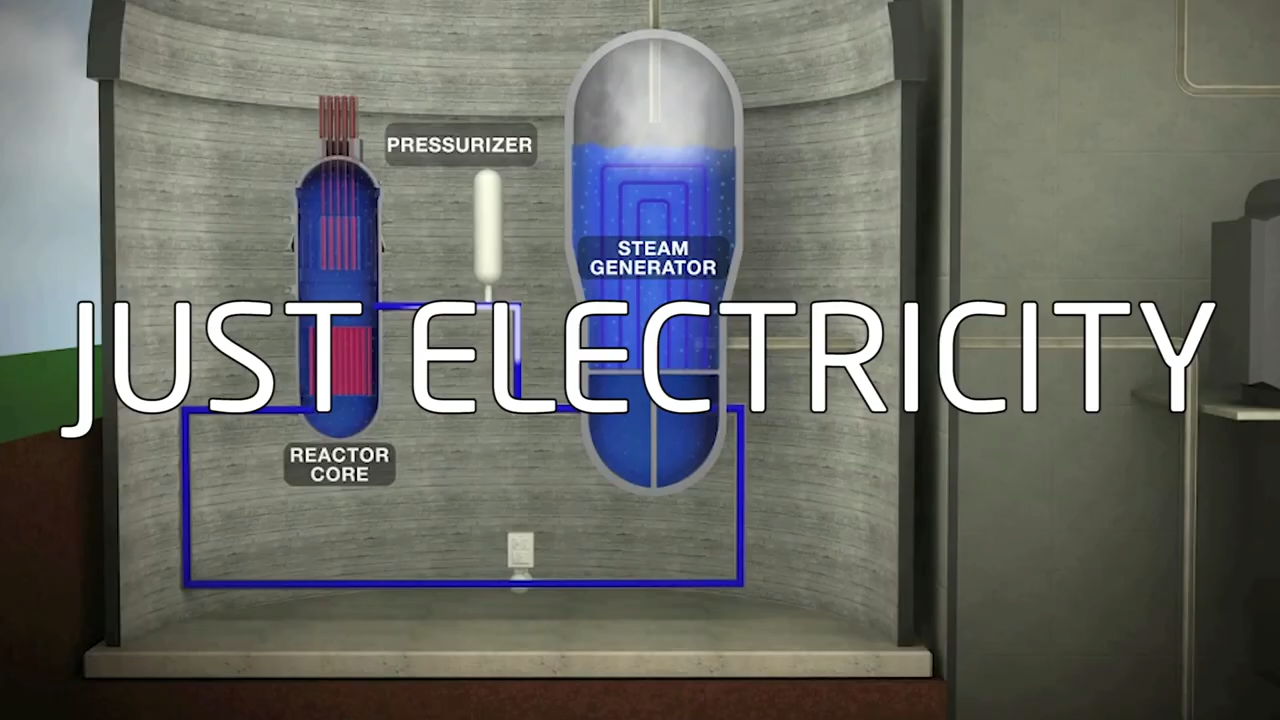 PRESSURIZER
STEAM
GENERATOR
JUST ELECTRICITY
REACTOR
CORE